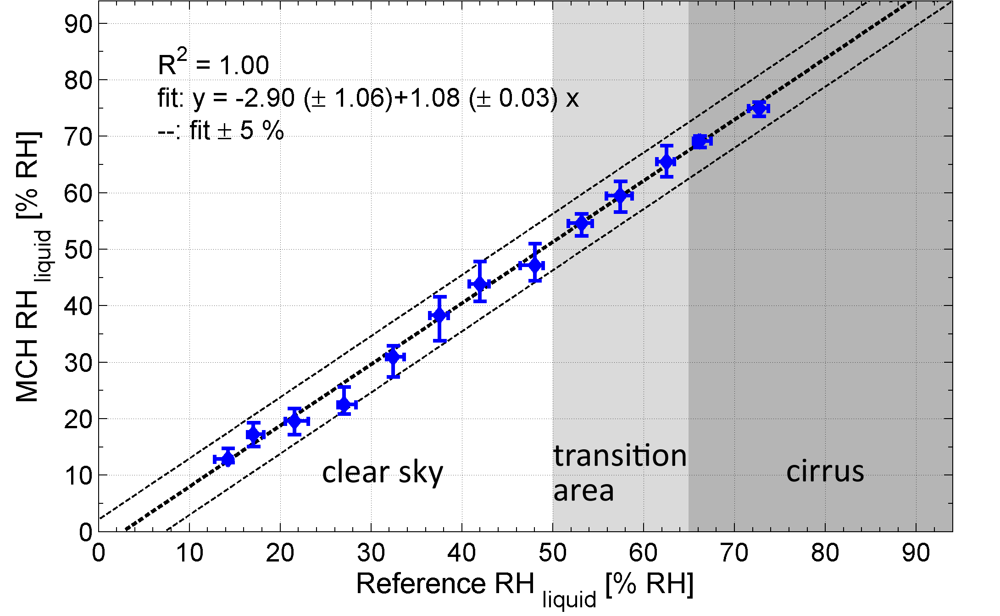 90
80
70
60
50
40
30
20
10
0
MCH RH liquid [% RH]
R² = 1.00
fit: y = -2.90 (± 1.06)+1.08 (± 0.03) x
--: fit ± 5 %
clear sky
transition
area
cirrus
0 10 20 30 40 50 60 70 80 90
Reference RH liquid [% RH]